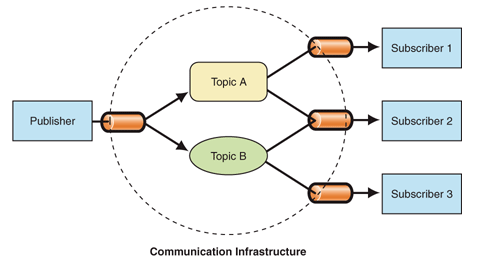 Publisher
Topic A
Topic B
Subscriber 1
Subscriber 2
Subscriber 3
Communication Infrastructure